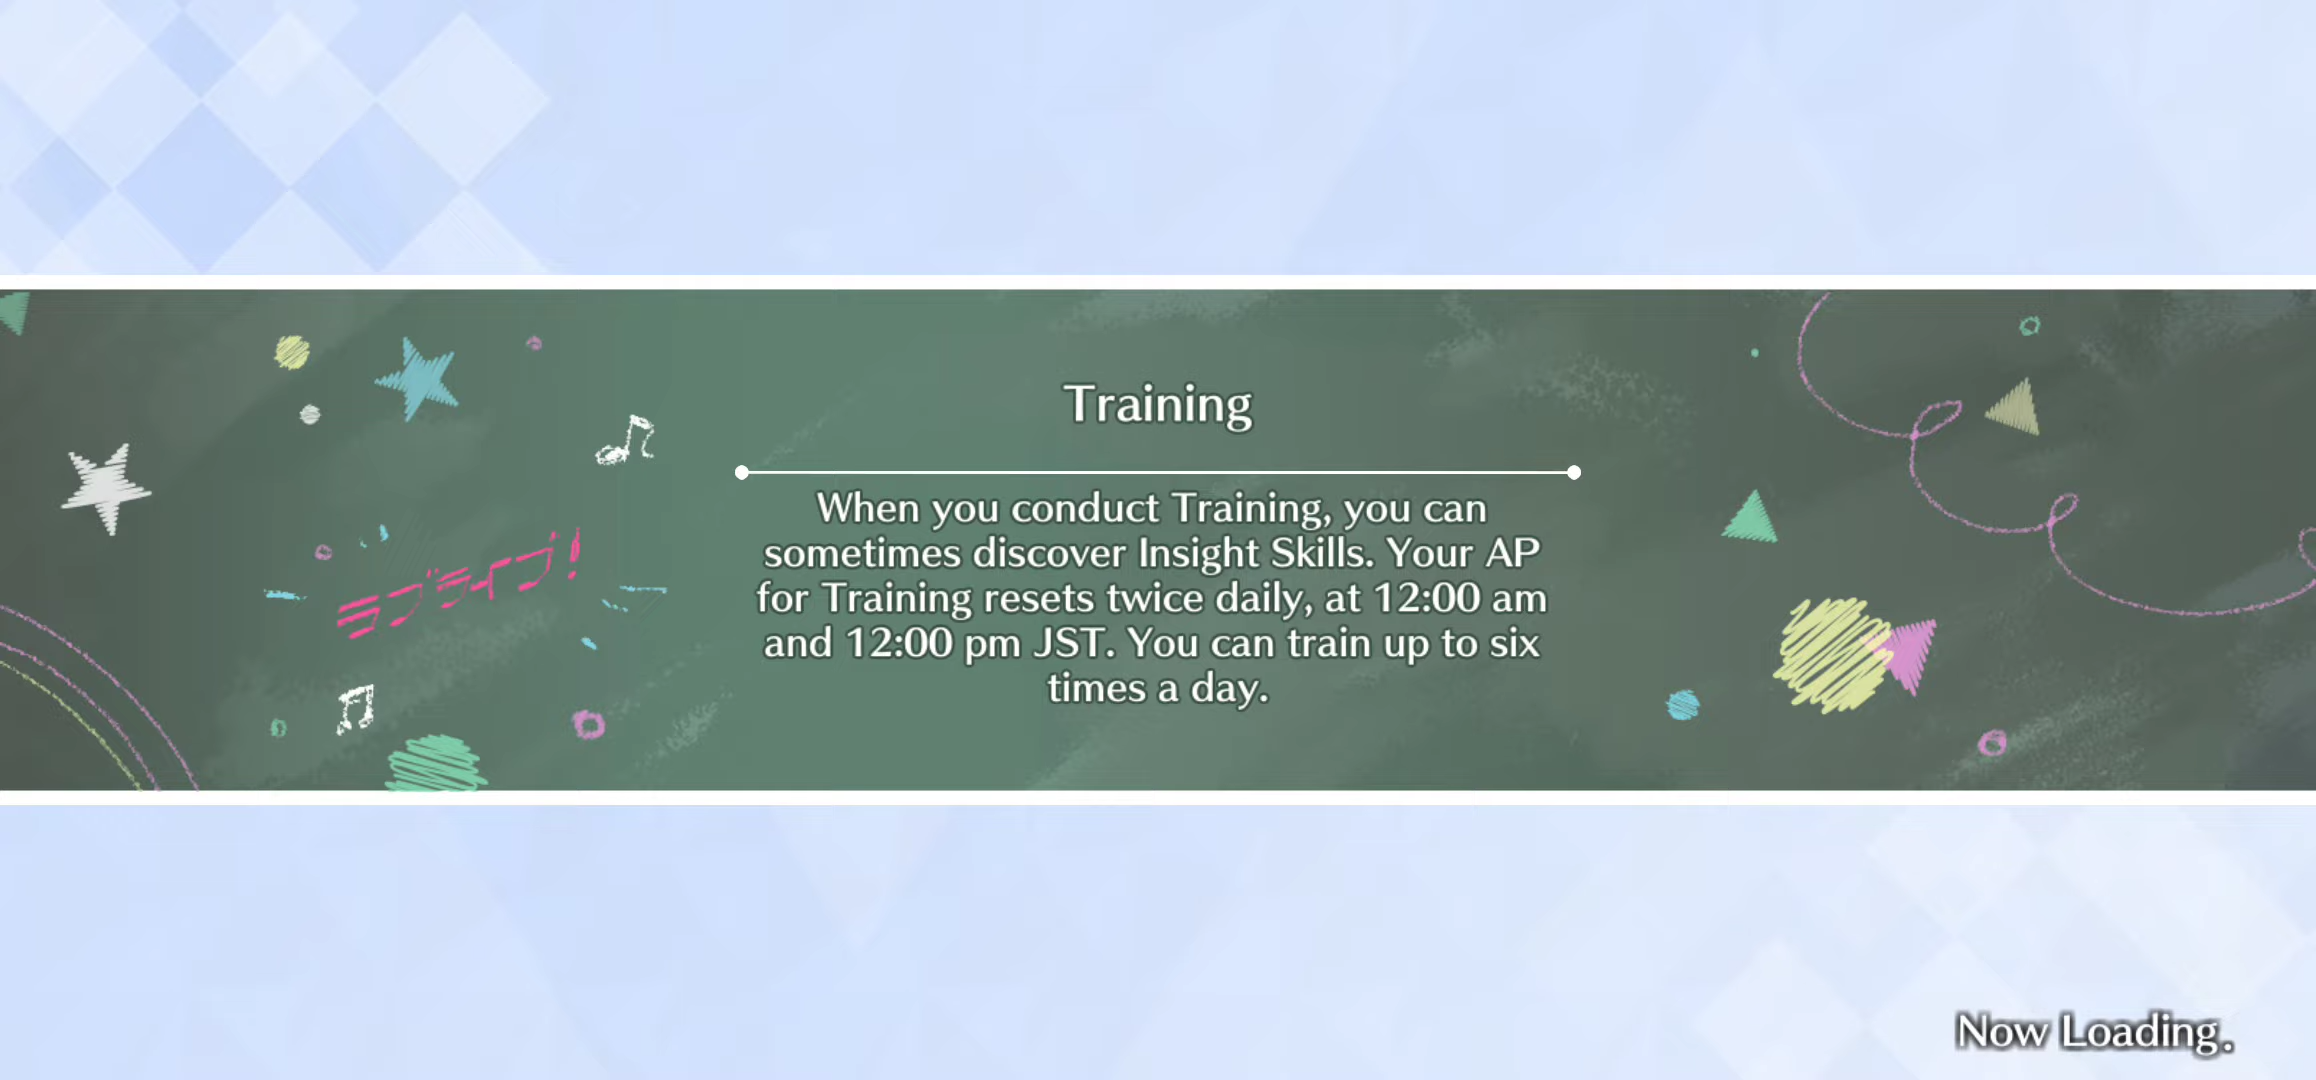 Training
When you conduct Training, you can
sometimes discover Insight Skills. Your AP
for Training resets twice daily, at 12:00 am
and 12:00 pm JST. You can train up to six
times a day.
ラブライブ!
Now Loading.